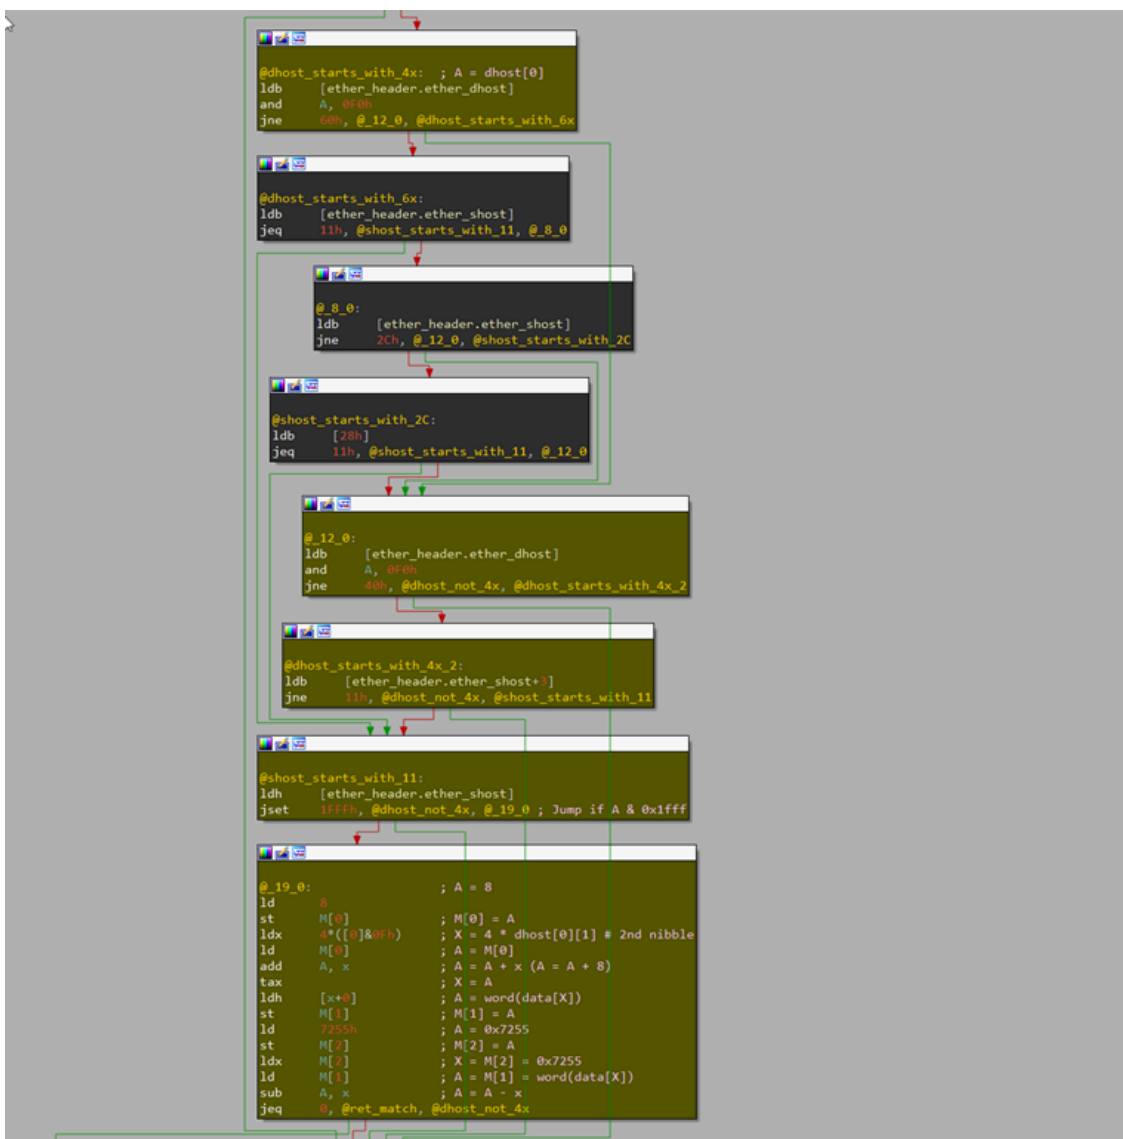 @dhost_starts_with_4x: ; A = dhost[0]
ldb [ether_header.ether_dhost]
and A, 0F0h
jne 60h, @_12_0, @dhost_starts_with_6x
@dhost_starts_with_6x:
ldb [ether_header.ether_shost]
jeq 11h, @shost_starts_with_11, @_8_0
@_8_0:
ldb [ether_header.ether_shost]
jne 2Ch, @_12_0, @shost_starts_with_2C
@shost_starts_with_2C:
ldb [28h]
jeq 11h, @shost_starts_with_11, @_12_0
@_12_0:
ldb [ether_header.ether_dhost]
and A, 0F0h
jne 40h, @dhost_not_4x, @dhost_starts_with_4x_2
@dhost_starts_with_4x_2:
ldb [ether_header.ether_shost+3]
jne 11h, @dhost_not_4x, @shost_starts_with_11
@shost_starts_with_11:
ldh [ether_header.ether_shost]
jset 1FFFh, @dhost_not_4x, @_19_0 ; Jump if A & 0x1fff
@_19_0: ; A = 8
ld 8
st M[0] ; M[0] = A
ldx 4*([0]&0Fh) ; X = 4 * dhost[0][1] # 2nd nibble
ld M[0] ; A = M[0]
add A, x ; A = A + x (A = A + 8)
tax ; X = A
ldh [x+0] ; A = word(data[X])
st M[1] ; M[1] = A
ld 7255h ; A = 0x7255
st M[2] ; M[2] = A
ldx M[2] ; X = M[2] = 0x7255
ld M[1] ; A = M[1] = word(data[X])
sub A, x ; A = A - x
jeq 0, @ret_match, @dhost_not_4x